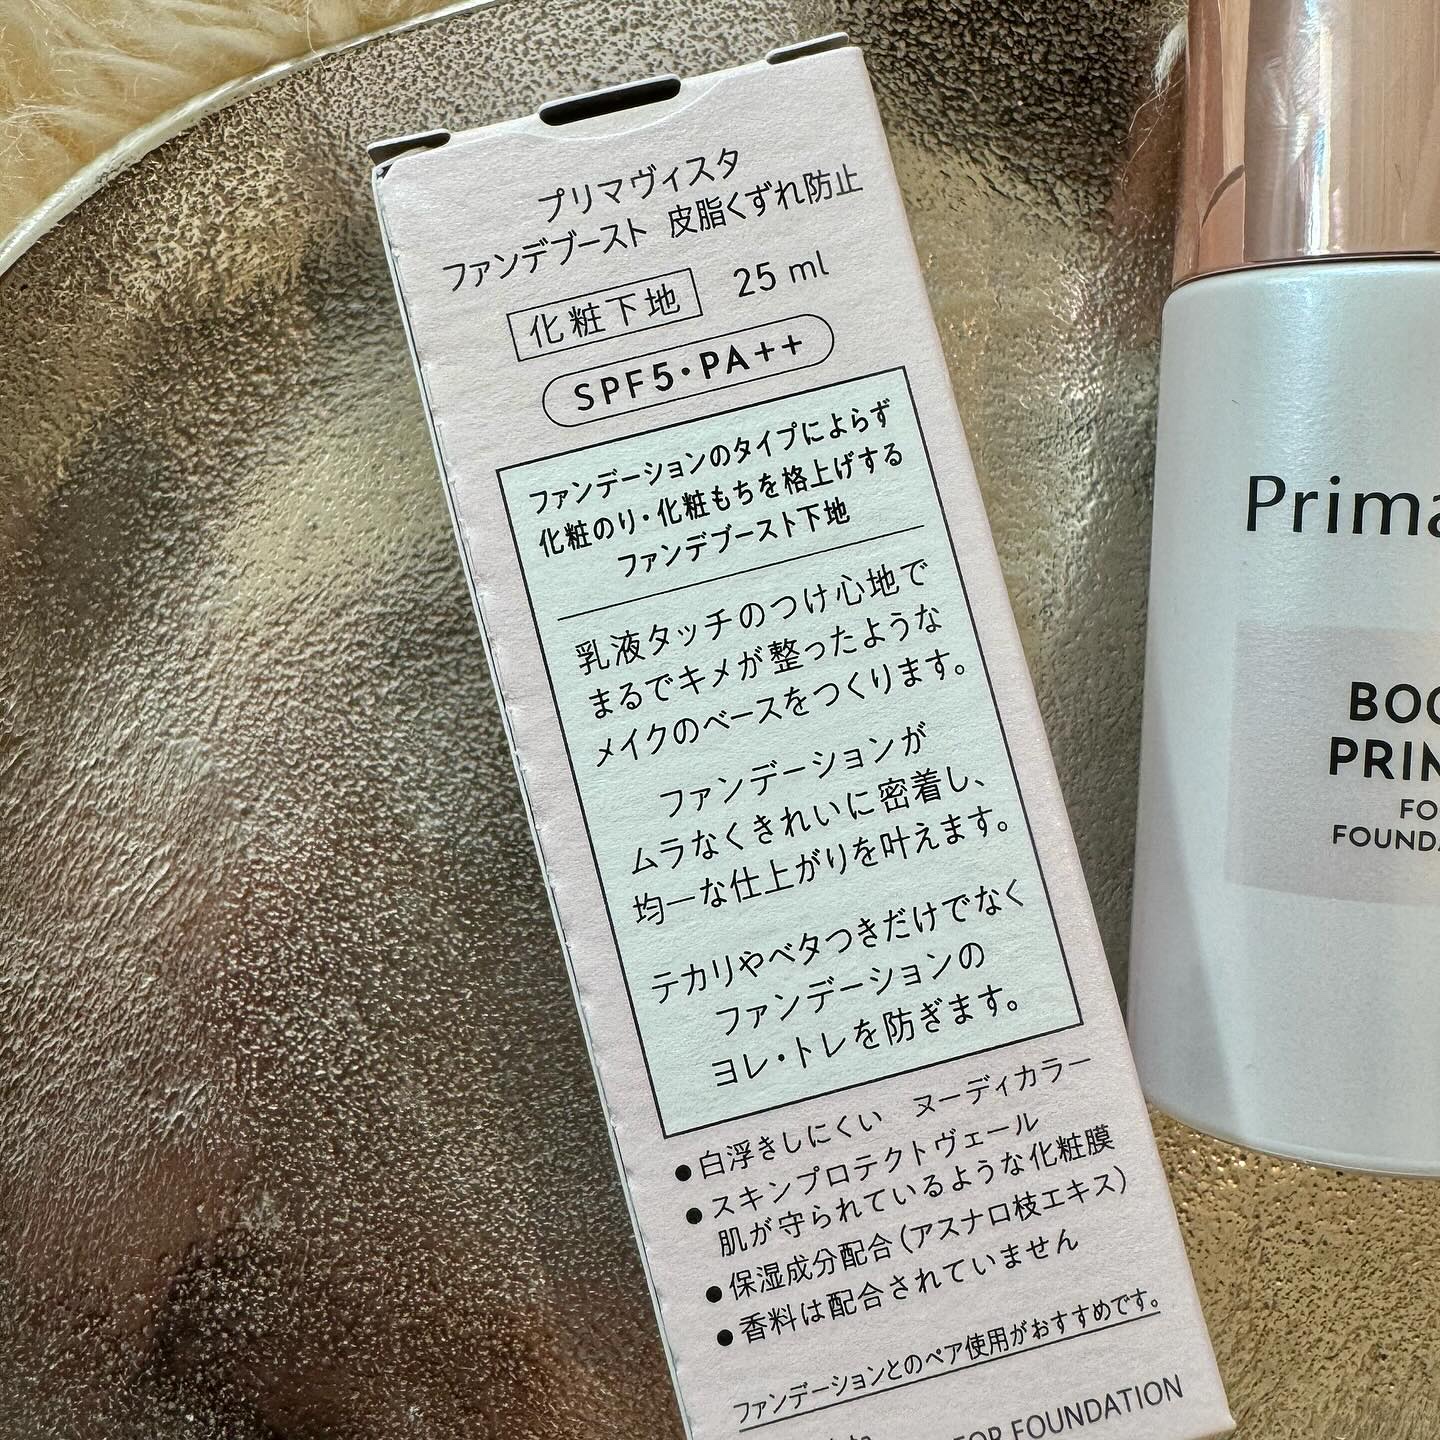 プリマヴィスタ
ファンデブースト 皮脂くずれ防止
化粧下地 25 ml
SPF5・PA++
ファンデーションのタイプによらず
化粧のり・化粧もちを格上げする
ファンデブースト下地
乳液タッチのつけ心地で
まるでキメが整ったような
メイクのベースをつくります。
ファンデーションが
ムラなくきれいに密着し、
均一な仕上がりを叶えます。
テカリやベタつきだけでなく
ファンデーションの
ヨレ・トレを防ぎます。
●白浮きしにくい ヌーディカラー
●スキンプロテクトヴェール
肌が守られているような化粧膜
●保湿成分配合(アスナロ枝エキス)
●香料は配合されていません
ファンデーションとのペア使用がおすすめです。
FOR FOUNDATION
Prima
BOO
PRIM
FO
FOUNDA